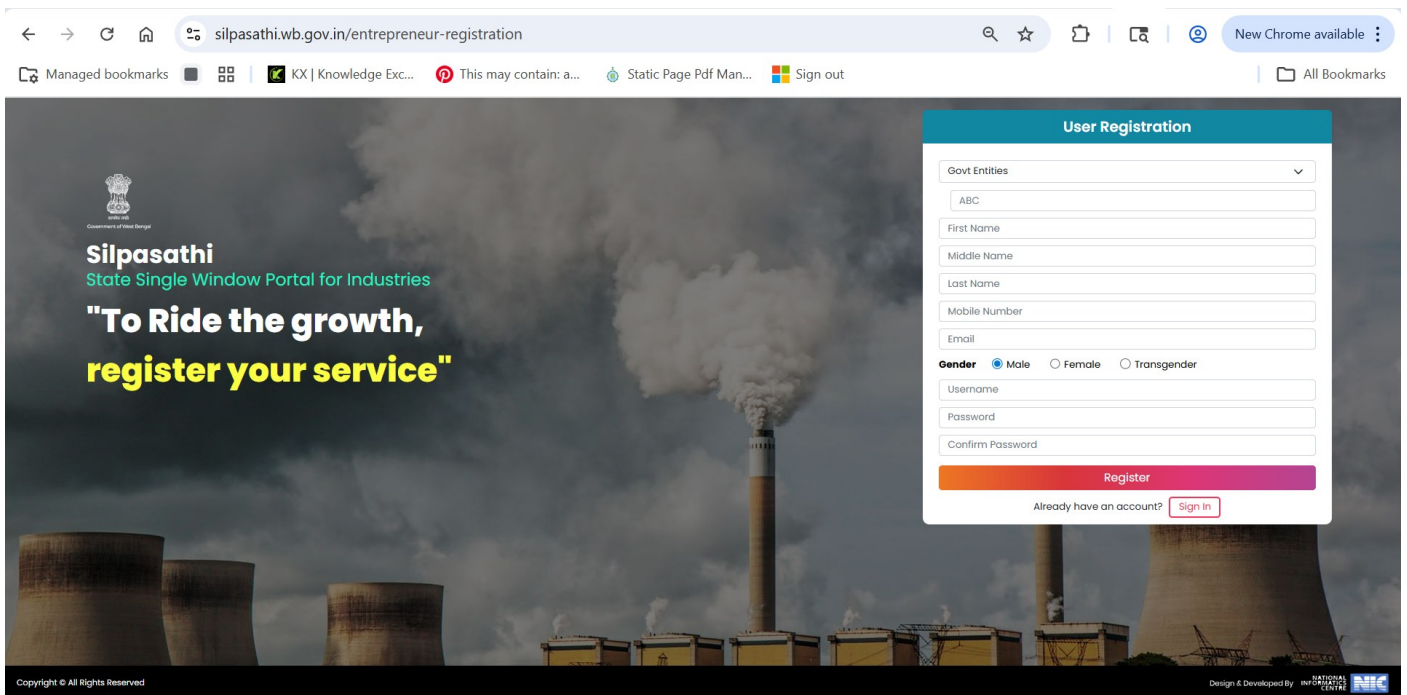 silpasathi.wb.gov.in/entrepreneur-registration
New Chrome available
Managed bookmarks
KX | Knowledge Exc...
This may contain: a...
Static Page Pdf Man...
Sign out
All Bookmarks
Government of West Bengal
Silpasathi
State Single Window Portal for Industries
"To Ride the growth,
register your service"
User Registration
Govt Entities
ABC
First Name
Middle Name
Last Name
Mobile Number
Email
Gender Male Female Transgender
Username
Password
Confirm Password
Register
Already have an account? Sign In
Copyright © All Rights Reserved
Design & Developed By
NATIONAL
INFORMATICS
CENTRE
NIC